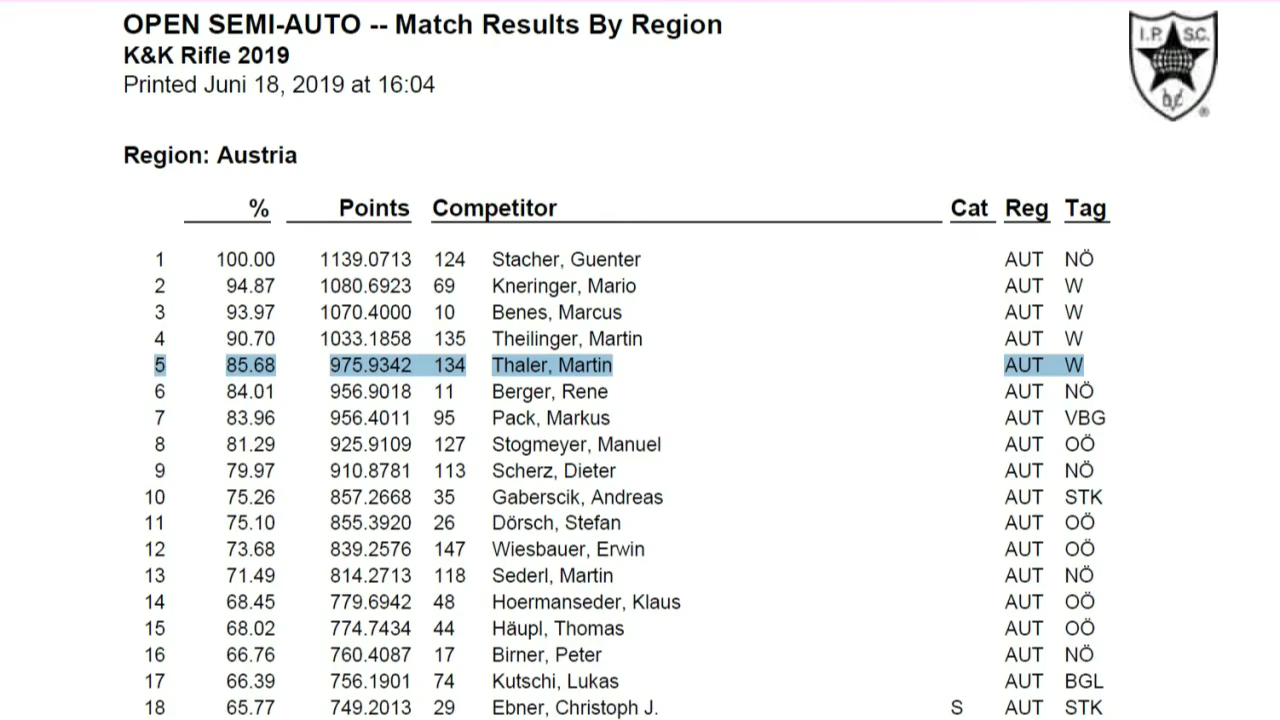 OPEN SEMI-AUTO -- Match Results By Region
K&K Rifle 2019
Printed Juni 18, 2019 at 16:04
I.P.S.C.
Region: Austria
% Points Competitor Cat Reg Tag
1 100.00 1139.0713 124 Stacher, Guenter AUT NÖ
2 94.87 1080.6923 69 Kneringer, Mario AUT W
3 93.97 1070.4000 10 Benes, Marcus AUT W
4 90.70 1033.1858 135 Theilinger, Martin AUT W
5 85.68 975.9342 134 Thaler, Martin AUT W
6 84.01 956.9018 11 Berger, Rene AUT NÖ
7 83.96 956.4011 95 Pack, Markus AUT VBG
8 81.29 925.9109 127 Stogmeyer, Manuel AUT OÖ
9 79.97 910.8781 113 Scherz, Dieter AUT NÖ
10 75.26 857.2668 35 Gaberscik, Andreas AUT STK
11 75.10 855.3920 26 Dörsch, Stefan AUT OÖ
12 73.68 839.2576 147 Wiesbauer, Erwin AUT OÖ
13 71.49 814.2713 118 Sederl, Martin AUT NÖ
14 68.45 779.6942 48 Hoermanseder, Klaus AUT OÖ
15 68.02 774.7434 44 Häupl, Thomas AUT OÖ
16 66.76 760.4087 17 Birner, Peter AUT NÖ
17 66.39 756.1901 74 Kutschi, Lukas AUT BGL
18 65.77 749.2013 29 Ebner, Christoph J. S AUT STK